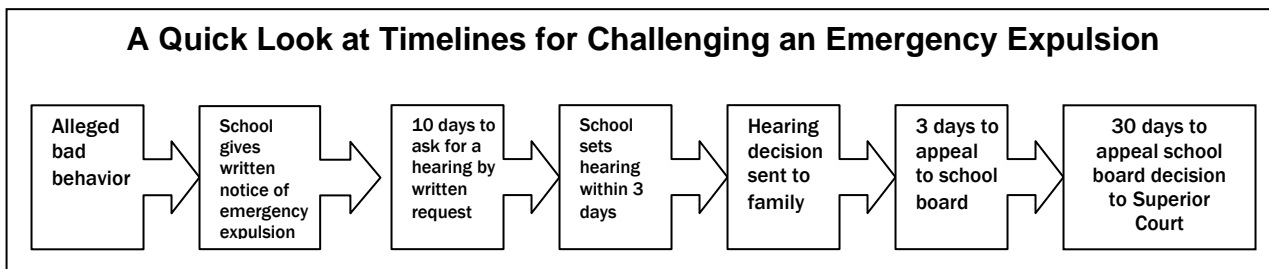 A Quick Look at Timelines for Challenging an Emergency Expulsion
Alleged
bad
behavior
School
gives
written
notice of
emergency
expulsion
10 days to
ask for a
hearing by
written
request
School
sets
hearing
within 3
days
Hearing
decision
sent to
family
3 days to
appeal
to school
board
30 days to
appeal school
board decision
to Superior
Court